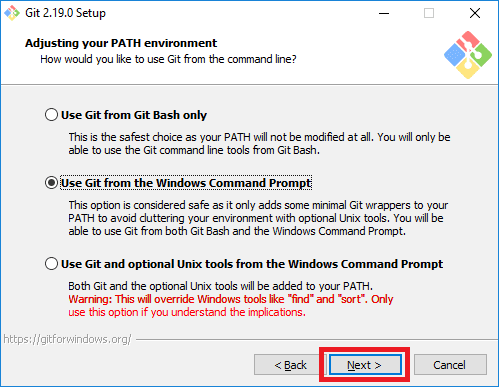 Git 2.19.0 Setup
Adjusting your PATH environment
How would you like to use Git from the command line?
Use Git from Git Bash only
This is the safest choice as your PATH will not be modified at all. You will only be
able to use the Git command line tools from Git Bash.
Use Git from the Windows Command Prompt
This option is considered safe as it only adds some minimal Git wrappers to your
PATH to avoid cluttering your environment with optional Unix tools. You will be
able to use Git from both Git Bash and the Windows Command Prompt.
Use Git and optional Unix tools from the Windows Command Prompt
Both Git and the optional Unix tools will be added to your PATH.
Warning: This will override Windows tools like "find" and "sort". Only
use this option if you understand the implications.
https://gitforwindows.org/
< Back Next > Cancel